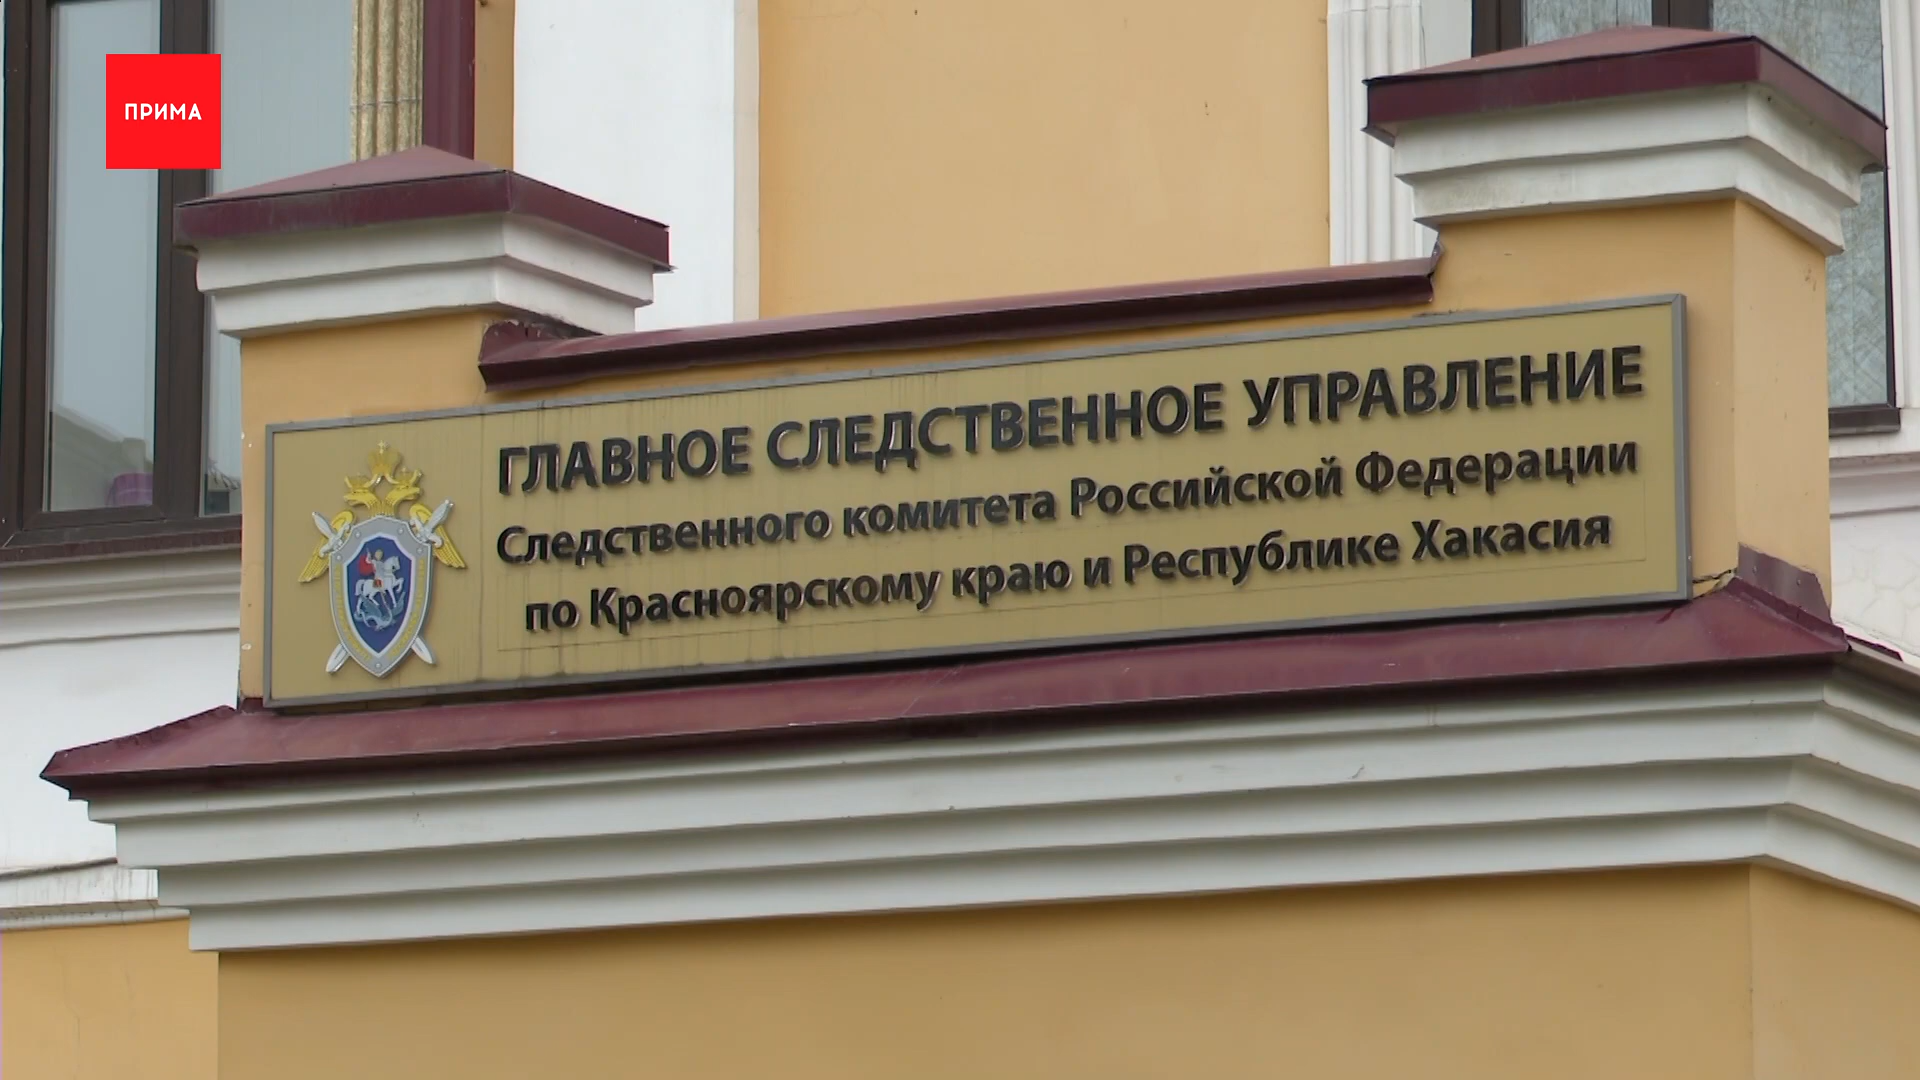 ПРИМА
ГЛАВНОЕ СЛЕДСТВЕННОЕ УПРАВЛЕНИЕ
Следственного комитета Российской Федерации
по Красноярскому краю и Республике Хакасия